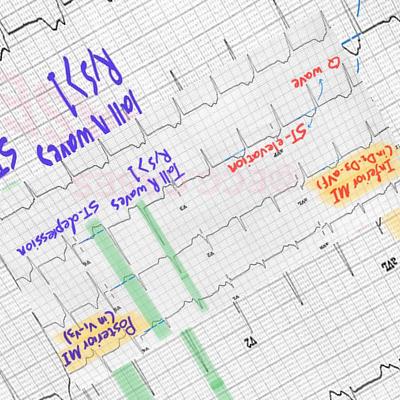 Posterior MI
(in V₁-V₃)
ST-depression
Tall R waves
R/S>1
ST-elevation
Q wave
Inferior MI
(in D₂, D₃, aVF)
Tall R waves
R/S>1
ST
aVL
V2